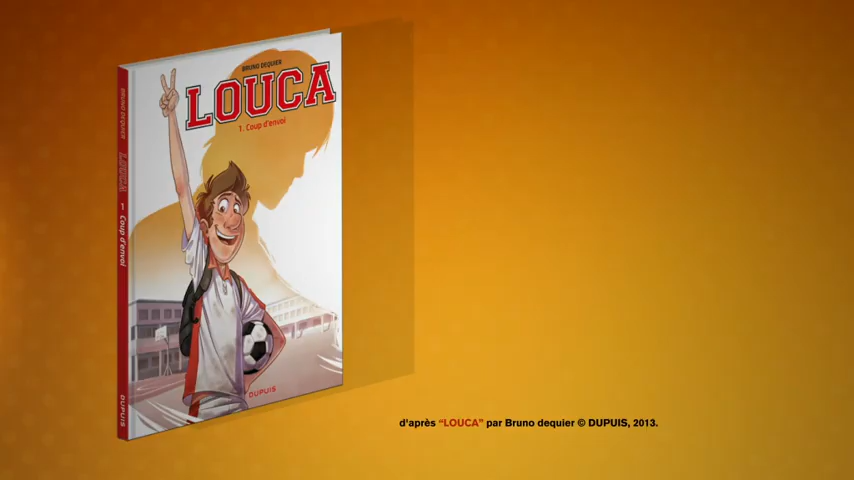 BRUNO DEQUIER
LOUCA
1. Coup d'envoi
BRUNO DEQUIER
LOUCA
1
Coup d'envoi
DUPUIS
DUPUIS
d'après “LOUCA” par Bruno dequier © DUPUIS, 2013.